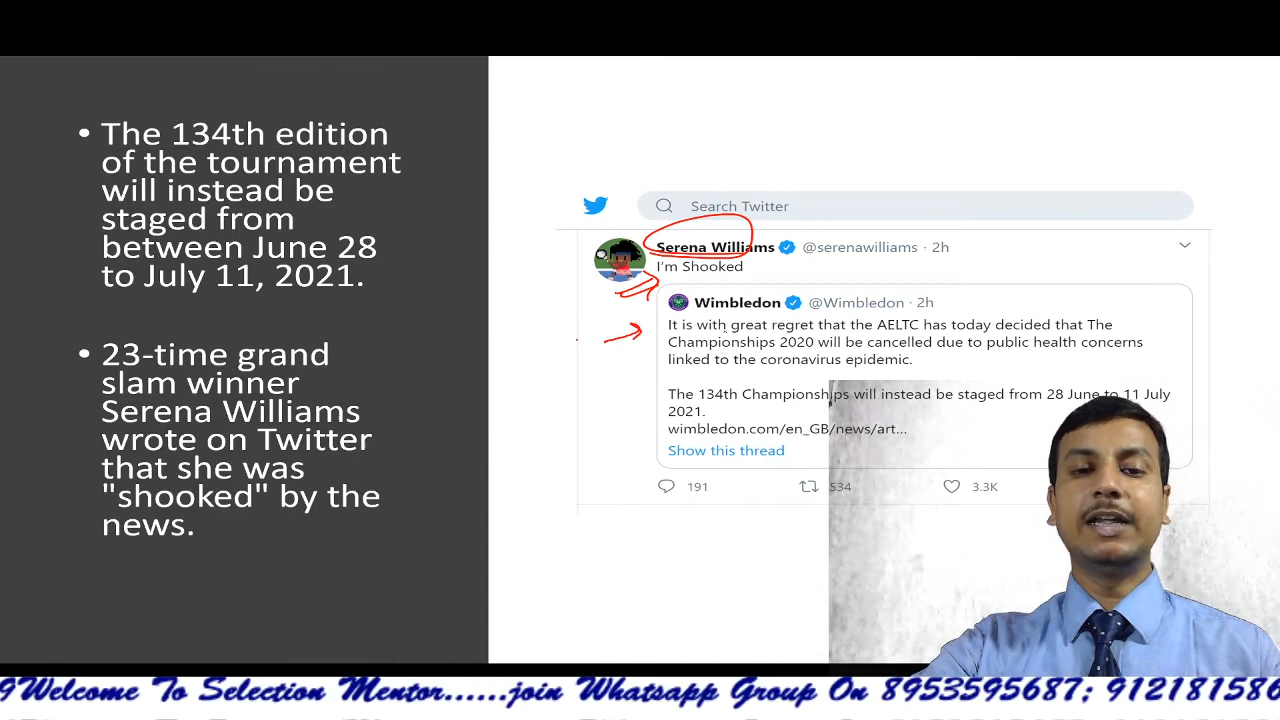 • The 134th edition
of the tournament
will instead be
staged from
between June 28
to July 11, 2021.
• 23-time grand
slam winner
Serena Williams
wrote on Twitter
that she was
"shooked" by the
news.
Search Twitter
Serena Williams @serenawilliams · 2h
I'm Shooked
Wimbledon @Wimbledon · 2h
It is with great regret that the AELTC has today decided that The
Championships 2020 will be cancelled due to public health concerns
linked to the coronavirus epidemic.
The 134th Championships will instead be staged from 28 June to 11 July
2021.
wimbledon.com/en_GB/news/art...
Show this thread
191 534 3.3K
9Welcome To Selection Mentor......join Whatsapp Group On 8953595687; 912181586